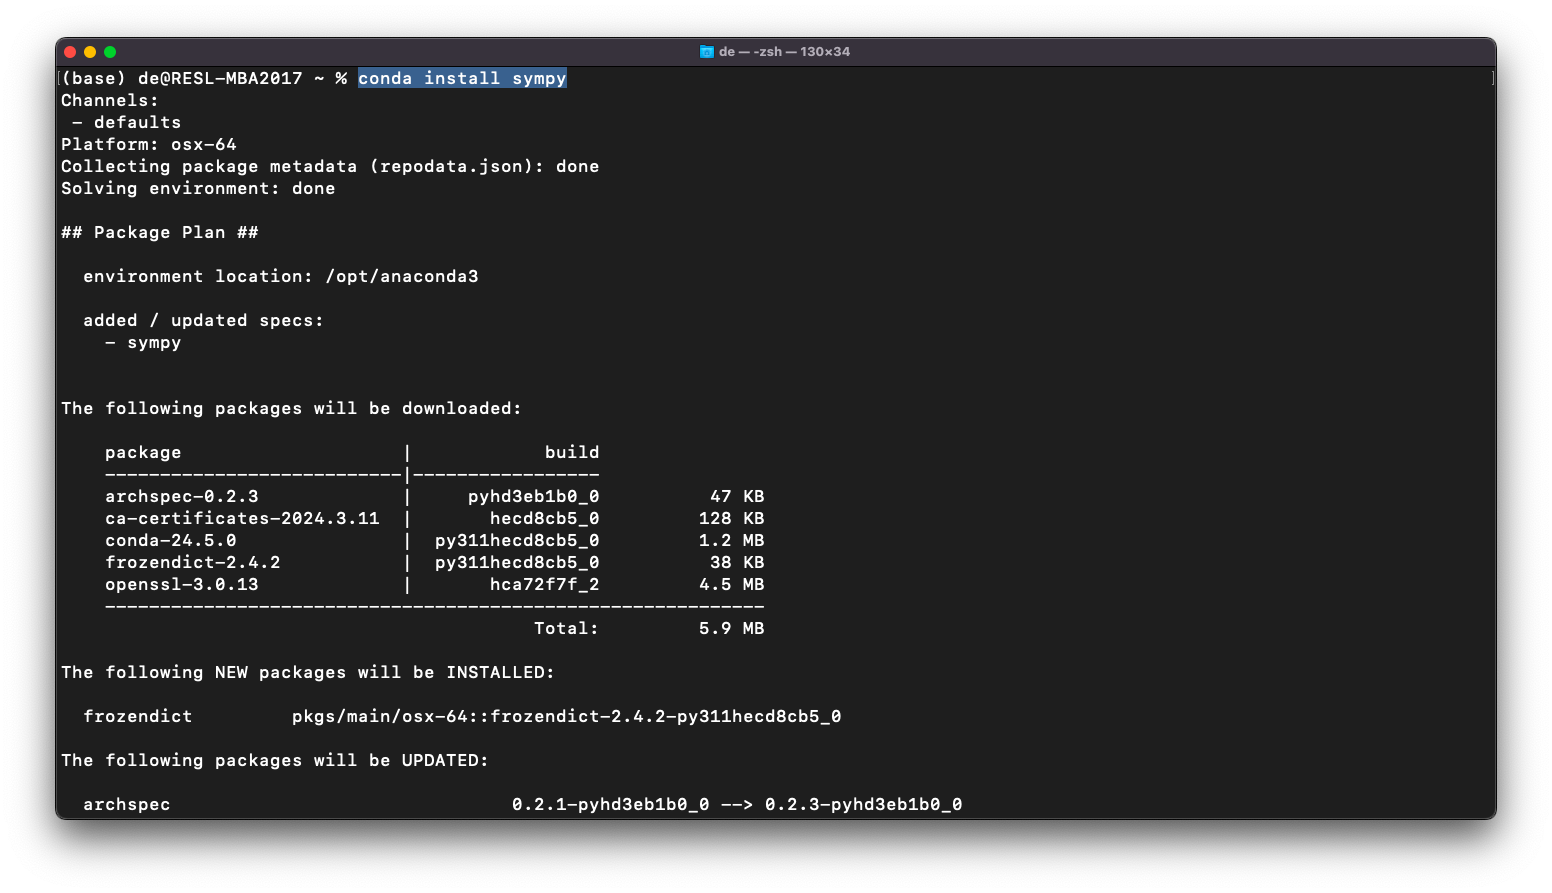 de — -zsh — 130×34
(base) de@RESL-MBA2017 ~ % conda install sympy
Channels:
 - defaults
Platform: osx-64
Collecting package metadata (repodata.json): done
Solving environment: done

## Package Plan ##

  environment location: /opt/anaconda3

  added / updated specs:
    - sympy


The following packages will be downloaded:

    package                    |            build
    ---------------------------|-----------------
    archspec-0.2.3             |     pyhd3eb1b0_0          47 KB
    ca-certificates-2024.3.11  |       hecd8cb5_0         128 KB
    conda-24.5.0               |  py311hecd8cb5_0         1.2 MB
    frozendict-2.4.2           |  py311hecd8cb5_0          38 KB
    openssl-3.0.13             |       hca72f7f_2         4.5 MB
    ------------------------------------------------------------
                                           Total:         5.9 MB

The following NEW packages will be INSTALLED:

  frozendict         pkgs/main/osx-64::frozendict-2.4.2-py311hecd8cb5_0

The following packages will be UPDATED:

  archspec                               0.2.1-pyhd3eb1b0_0 --> 0.2.3-pyhd3eb1b0_0